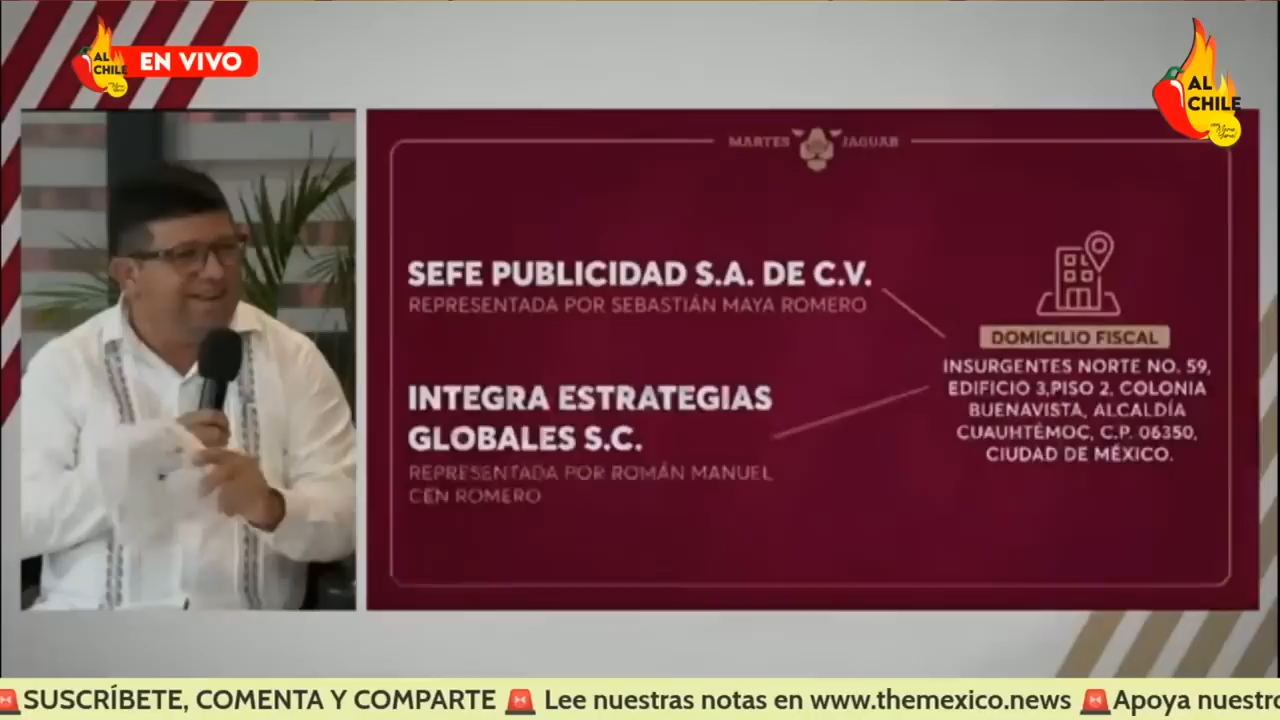 AL
CHILE
EN VIVO
AL
CHILE
MARTES JAGUAR
SEFE PUBLICIDAD S.A. DE C.V.
REPRESENTADA POR SEBASTIÁN MAYA ROMERO
INTEGRA ESTRATEGIAS
GLOBALES S.C.
REPRESENTADA POR ROMÁN MANUEL
CEN ROMERO
DOMICILIO FISCAL
INSURGENTES NORTE NO. 59,
EDIFICIO 3,PISO 2, COLONIA
BUENAVISTA, ALCALDÍA
CUAUHTÉMOC, C.P. 06350,
CIUDAD DE MÉXICO.
SUSCRÍBETE, COMENTA Y COMPARTE Lee nuestras notas en www.themexico.news Apoya nuestro